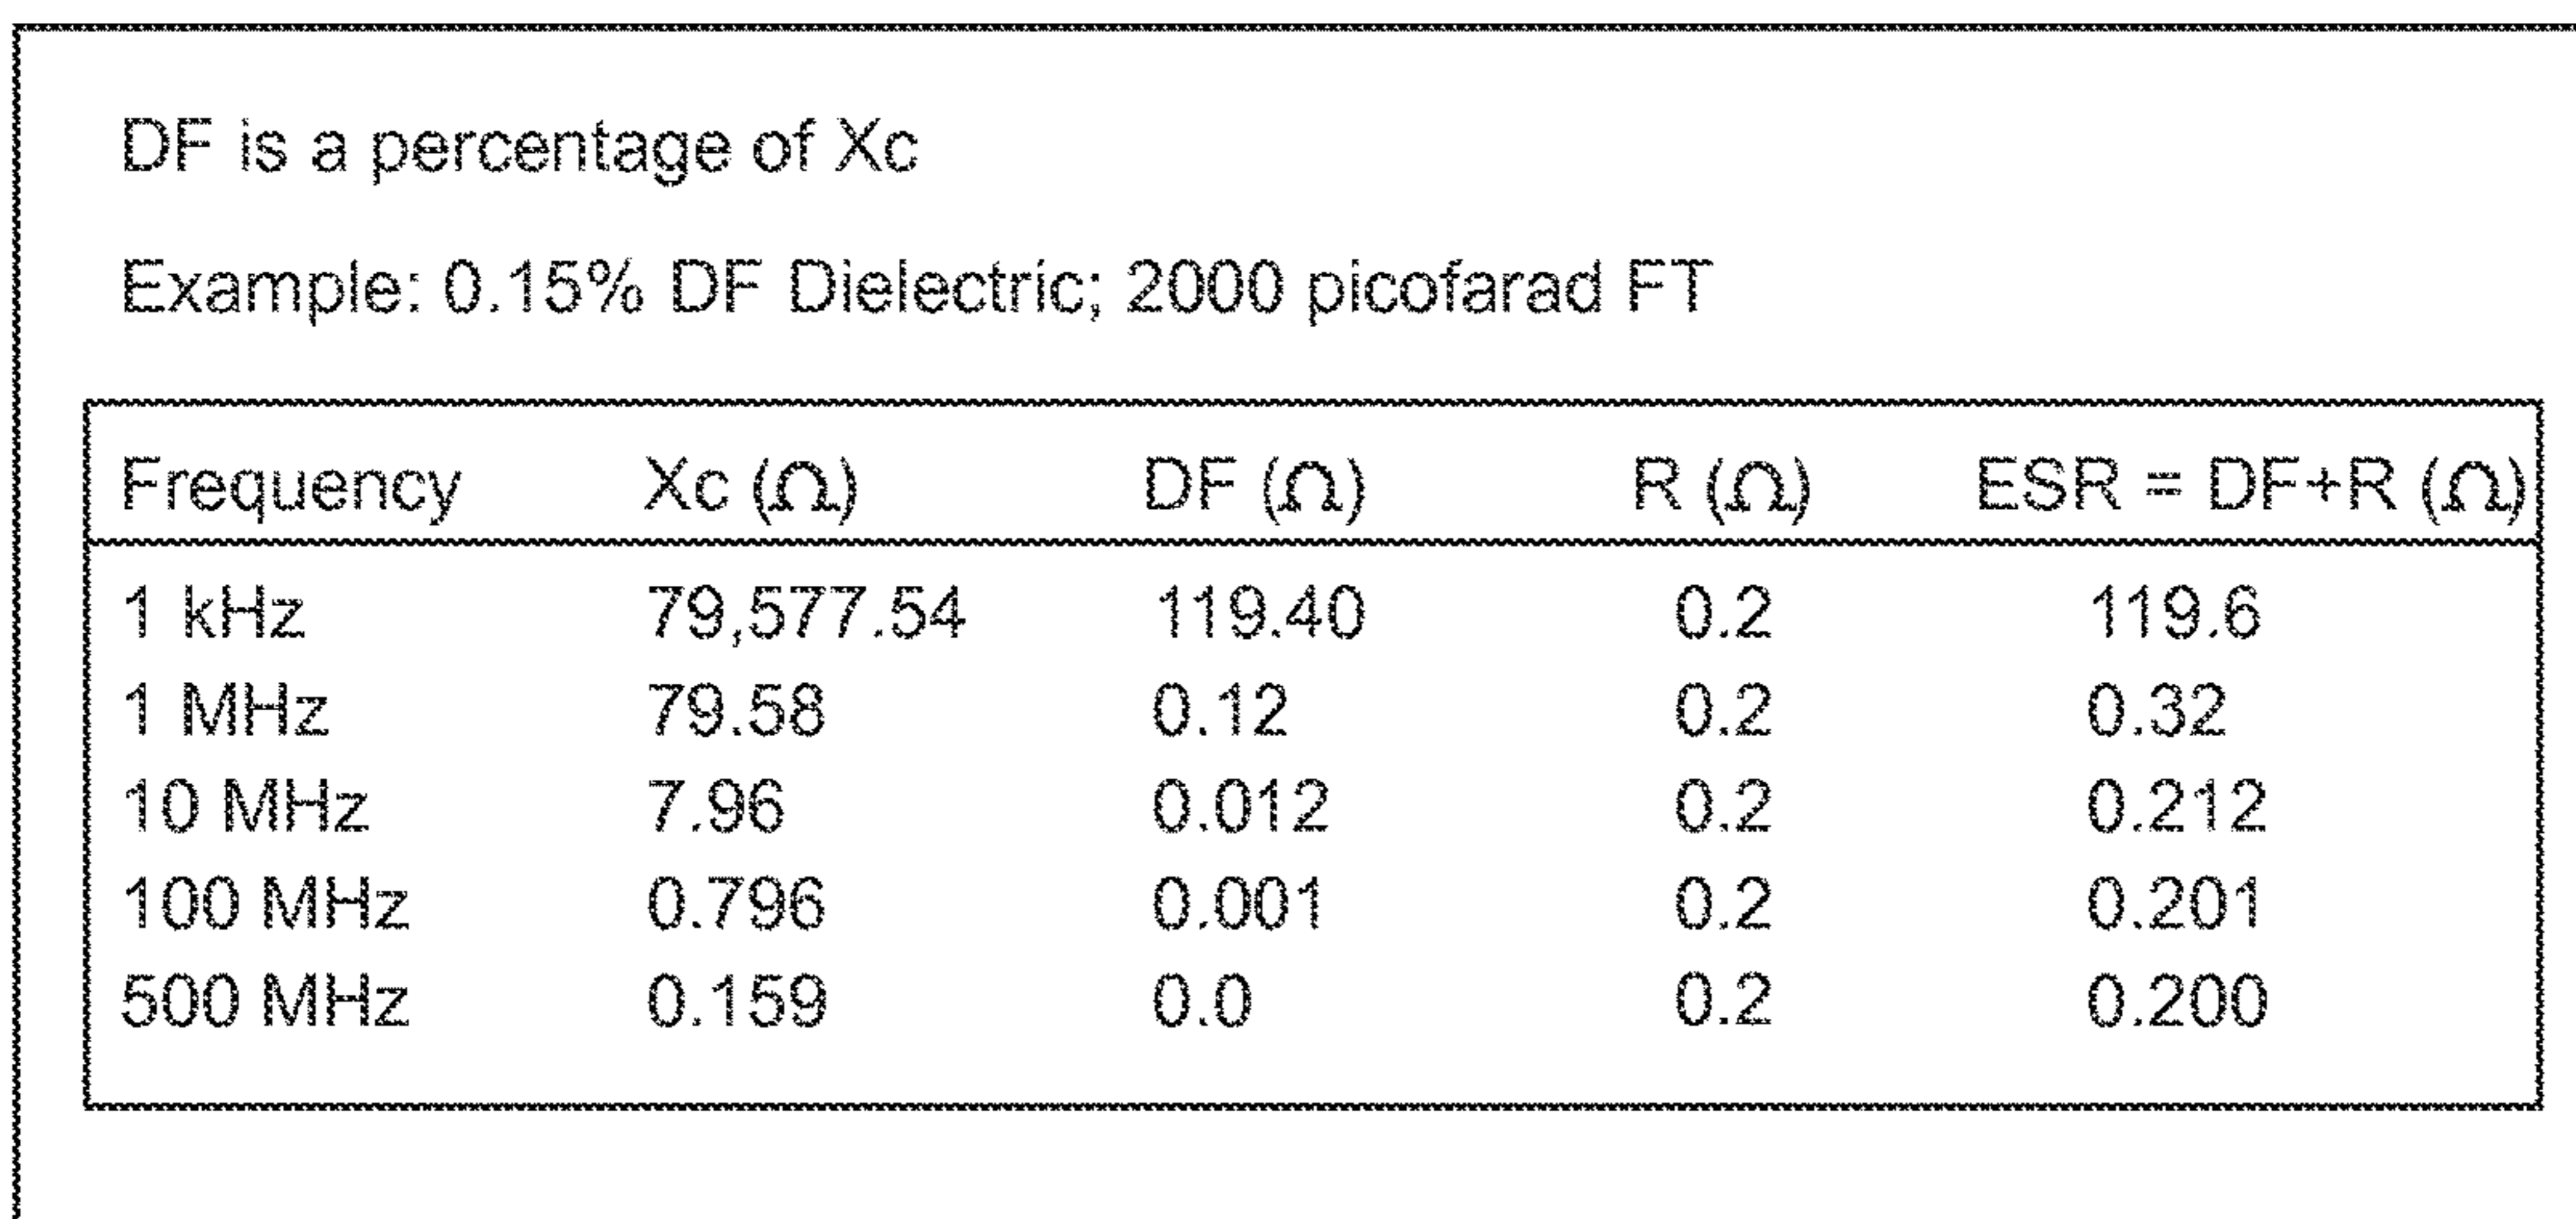 DF is a percentage of Xc
Example: 0.15% DF Dielectric; 2000 picofarad FT
Frequency Xc (Ω) DF (Ω) R (Ω) ESR = DF+R (Ω)
1 kHz 79,577.54 119.40 0.2 119.6
1 MHz 79.58 0.12 0.2 0.32
10 MHz 7.96 0.012 0.2 0.212
100 MHz 0.796 0.001 0.2 0.201
500 MHz 0.159 0.0 0.2 0.200